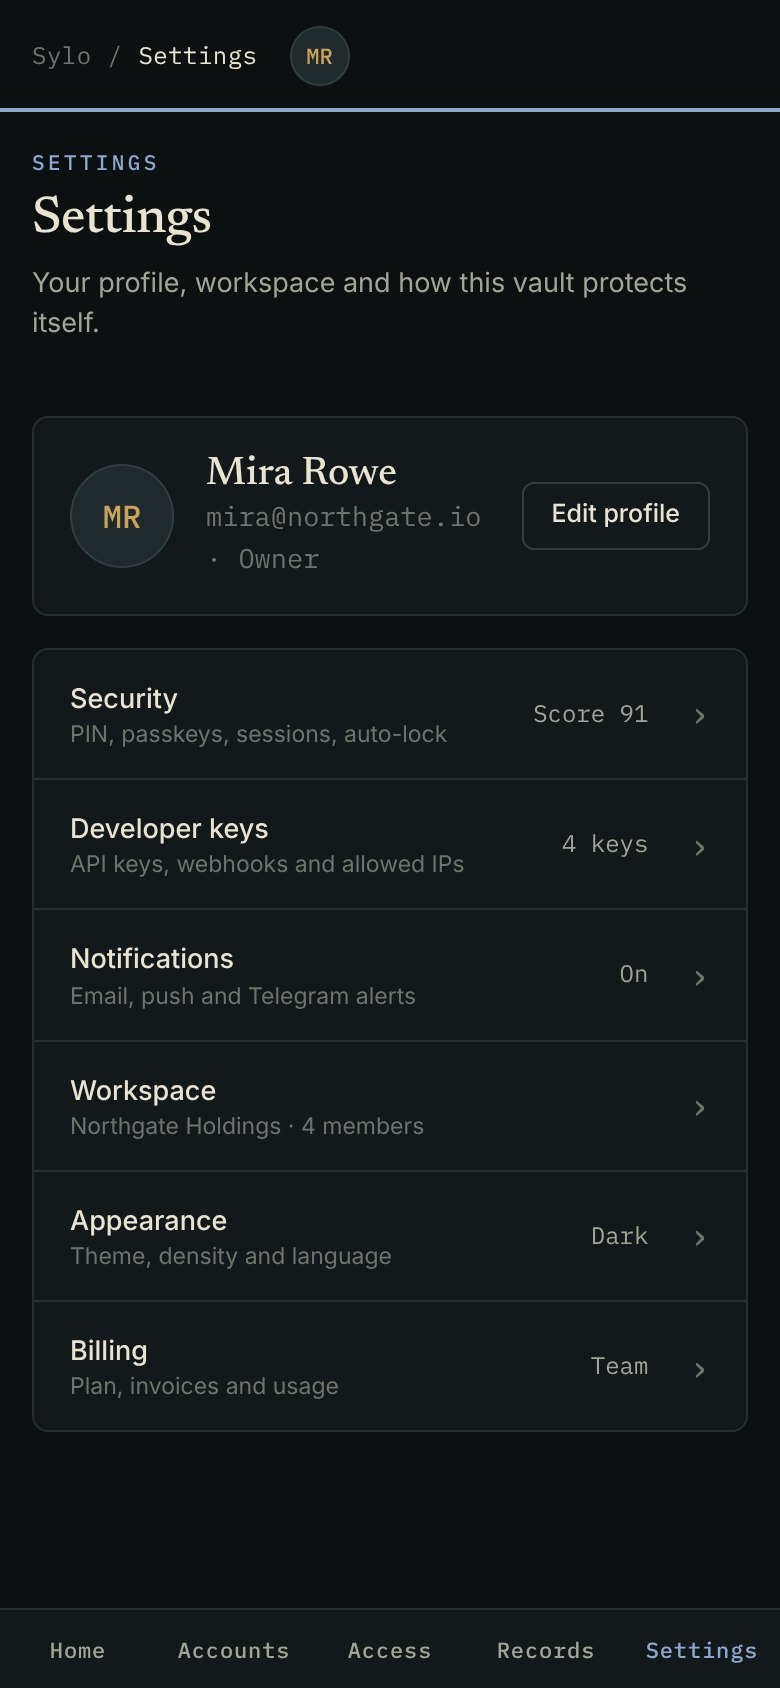 Sylo / Settings MR
SETTINGS
Settings
Your profile, workspace and how this vault protects
itself.
MR
Mira Rowe
mira@northgate.io
· Owner
Edit profile
Security
PIN, passkeys, sessions, auto-lock
Score 91
Developer keys
API keys, webhooks and allowed IPs
4 keys
Notifications
Email, push and Telegram alerts
On
Workspace
Northgate Holdings · 4 members
Appearance
Theme, density and language
Dark
Billing
Plan, invoices and usage
Team
Home Accounts Access Records Settings